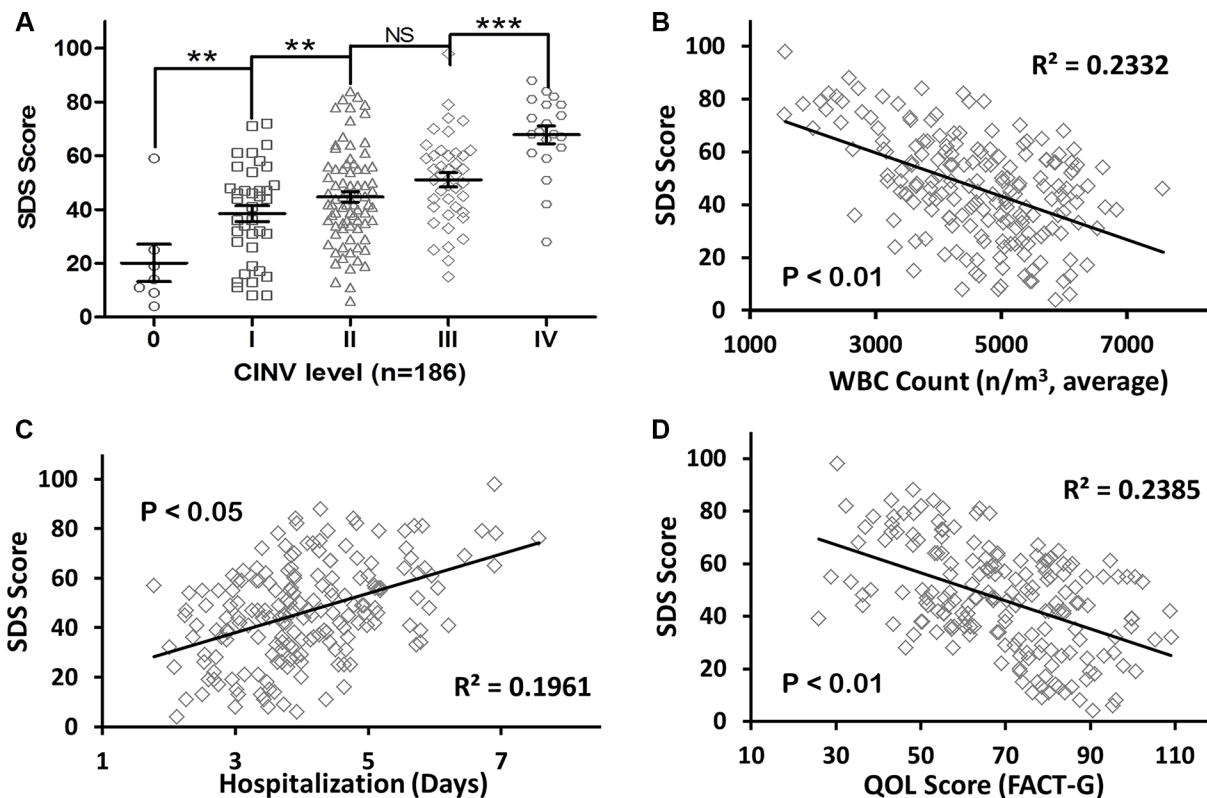 A
SDS Score
100
80
60
40
20
0
**
**
NS
***
0 I II III IV
CINV level (n=186)
B
SDS Score
100
80
60
40
20
0
R² = 0.2332
P < 0.01
1000 3000 5000 7000
WBC Count (n/m³, average)
C
SDS Score
100
80
60
40
20
0
P < 0.05
R² = 0.1961
1 3 5 7
Hospitalization (Days)
D
SDS Score
100
80
60
40
20
0
R² = 0.2385
P < 0.01
10 30 50 70 90 110
QOL Score (FACT-G)